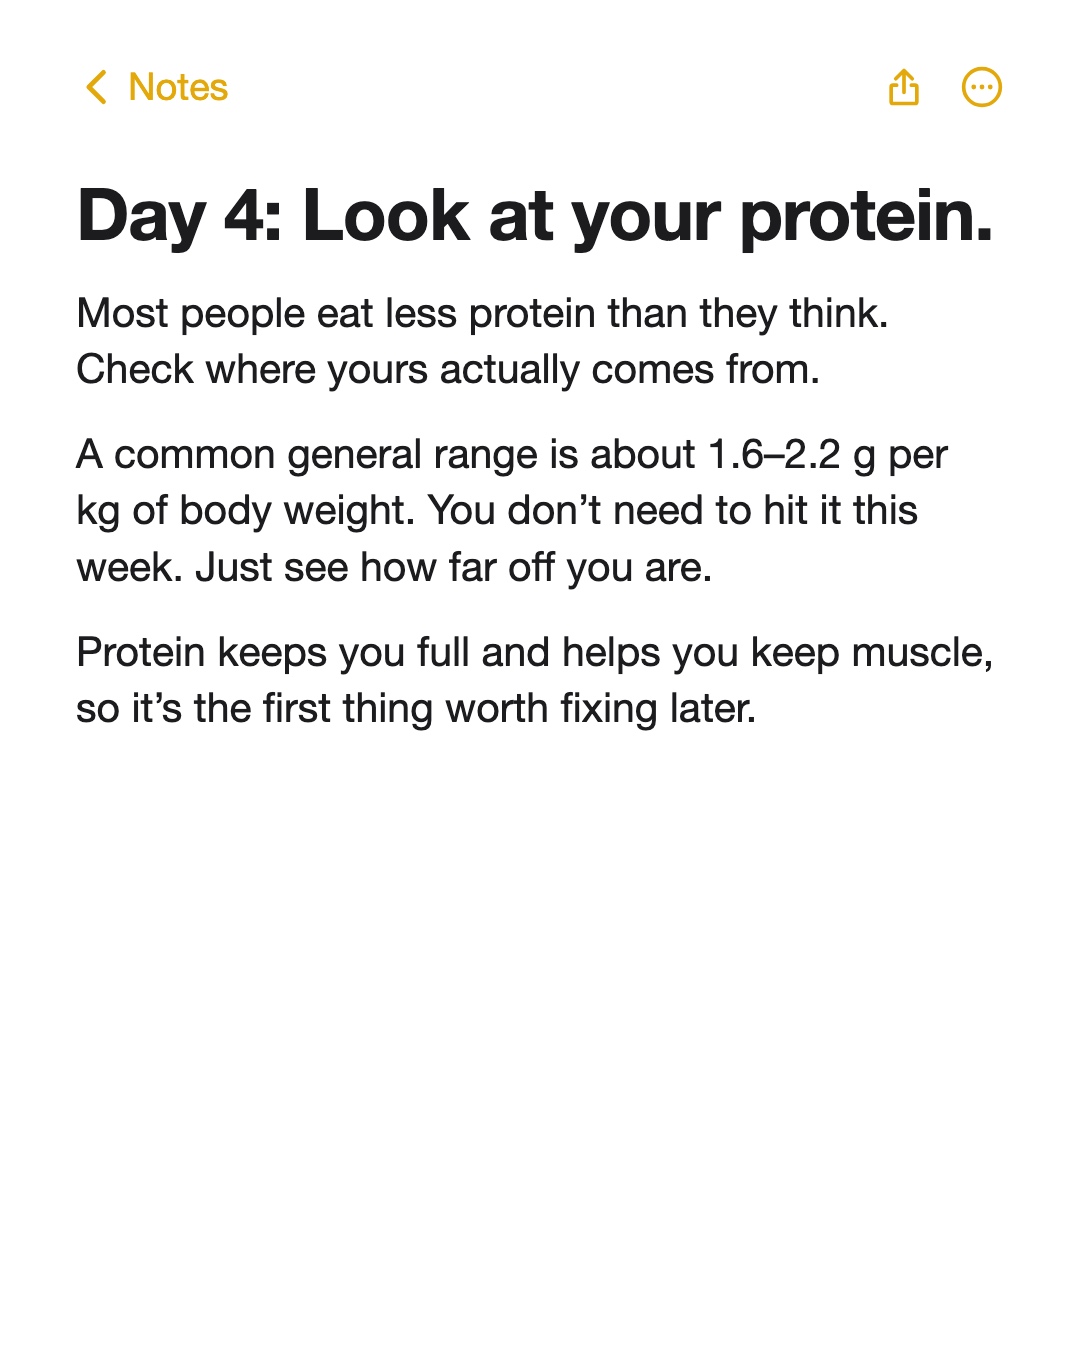 Notes
Day 4: Look at your protein.
Most people eat less protein than they think.
Check where yours actually comes from.
A common general range is about 1.6–2.2 g per
kg of body weight. You don’t need to hit it this
week. Just see how far off you are.
Protein keeps you full and helps you keep muscle,
so it’s the first thing worth fixing later.